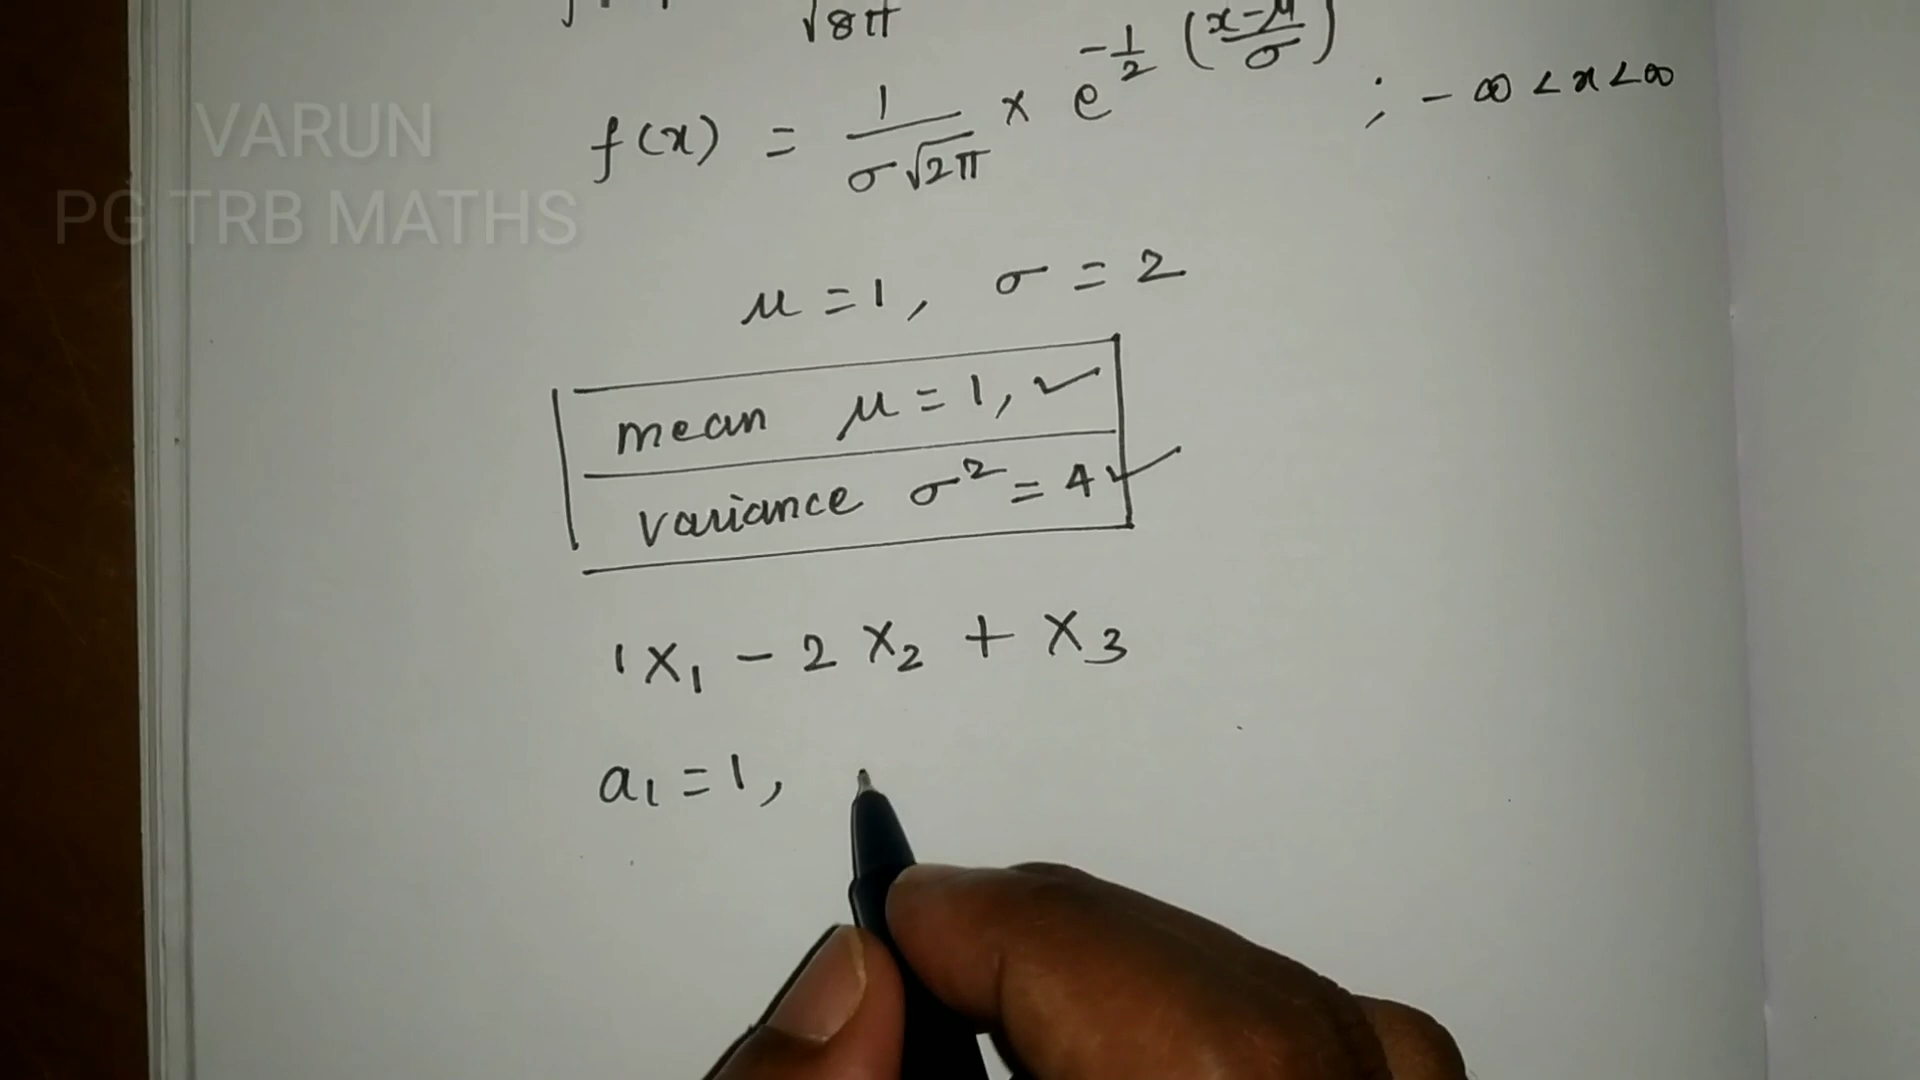 √8π
f(x) = 1/σ√2π × e^-1/2 (x-μ/σ) ; -∞ < x < ∞
VARUN
PG TRB MATHS
μ = 1, σ = 2
mean μ = 1, ✓
variance σ² = 4 ✓
1X₁ - 2X₂ + X₃
a₁ = 1,